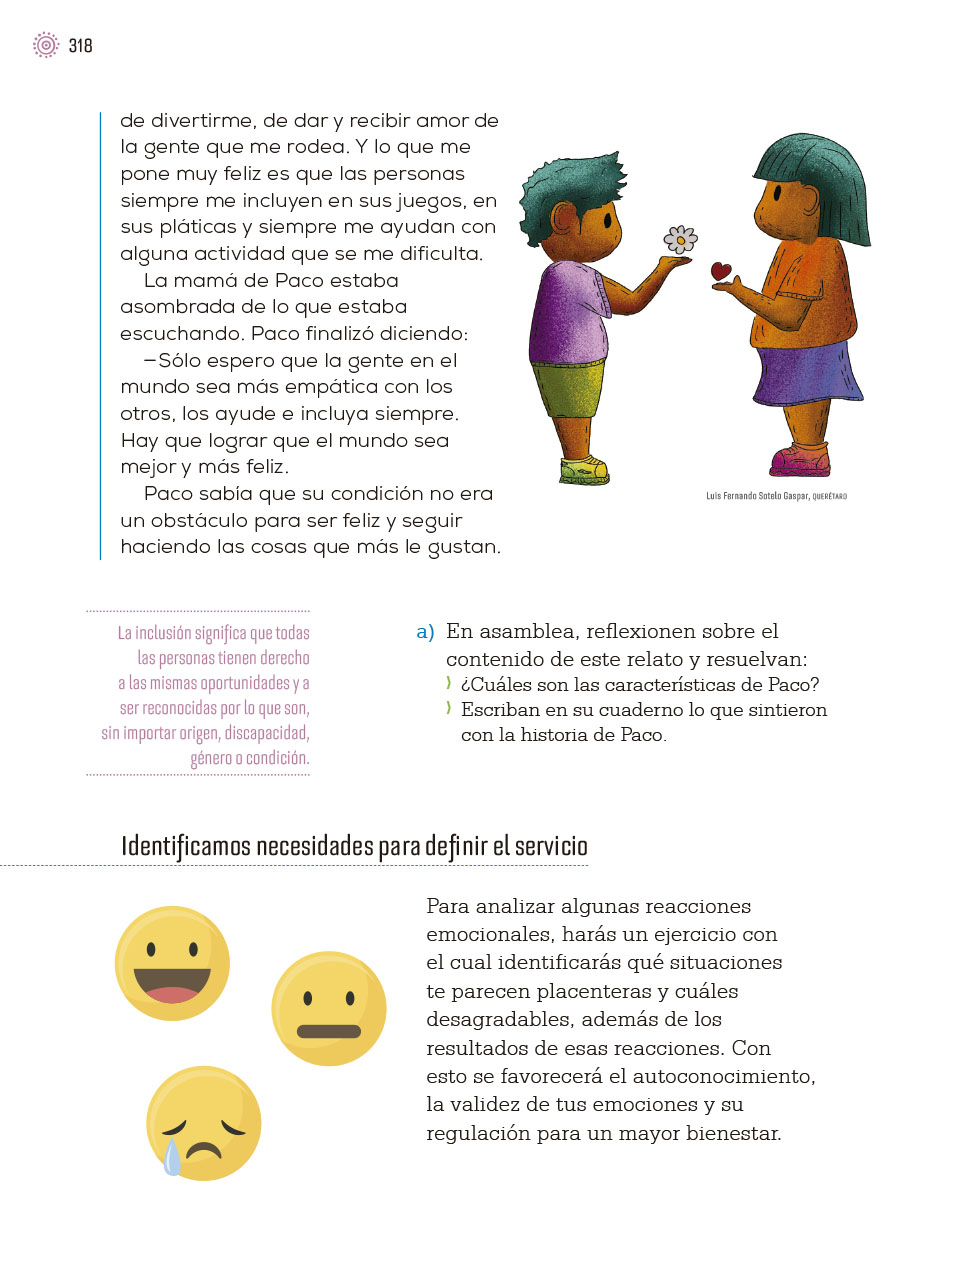 318
de divertirme, de dar y recibir amor de
la gente que me rodea. Y lo que me
pone muy feliz es que las personas
siempre me incluyen en sus juegos, en
sus pláticas y siempre me ayudan con
alguna actividad que se me dificulta.
La mamá de Paco estaba
asombrada de lo que estaba
escuchando. Paco finalizó diciendo:
—Sólo espero que la gente en el
mundo sea más empática con los
otros, los ayude e incluya siempre.
Hay que lograr que el mundo sea
mejor y más feliz.
Paco sabía que su condición no era
un obstáculo para ser feliz y seguir
haciendo las cosas que más le gustan.
Luis Fernando Sotelo Gaspar, QUERÉTARO
La inclusión significa que todas
las personas tienen derecho
a las mismas oportunidades y a
ser reconocidas por lo que son,
sin importar origen, discapacidad,
género o condición.
a) En asamblea, reflexionen sobre el
contenido de este relato y resuelvan:
⟩ ¿Cuáles son las características de Paco?
⟩ Escriban en su cuaderno lo que sintieron
con la historia de Paco.
Identificamos necesidades para definir el servicio
Para analizar algunas reacciones
emocionales, harás un ejercicio con
el cual identificarás qué situaciones
te parecen placenteras y cuáles
desagradables, además de los
resultados de esas reacciones. Con
esto se favorecerá el autoconocimiento,
la validez de tus emociones y su
regulación para un mayor bienestar.